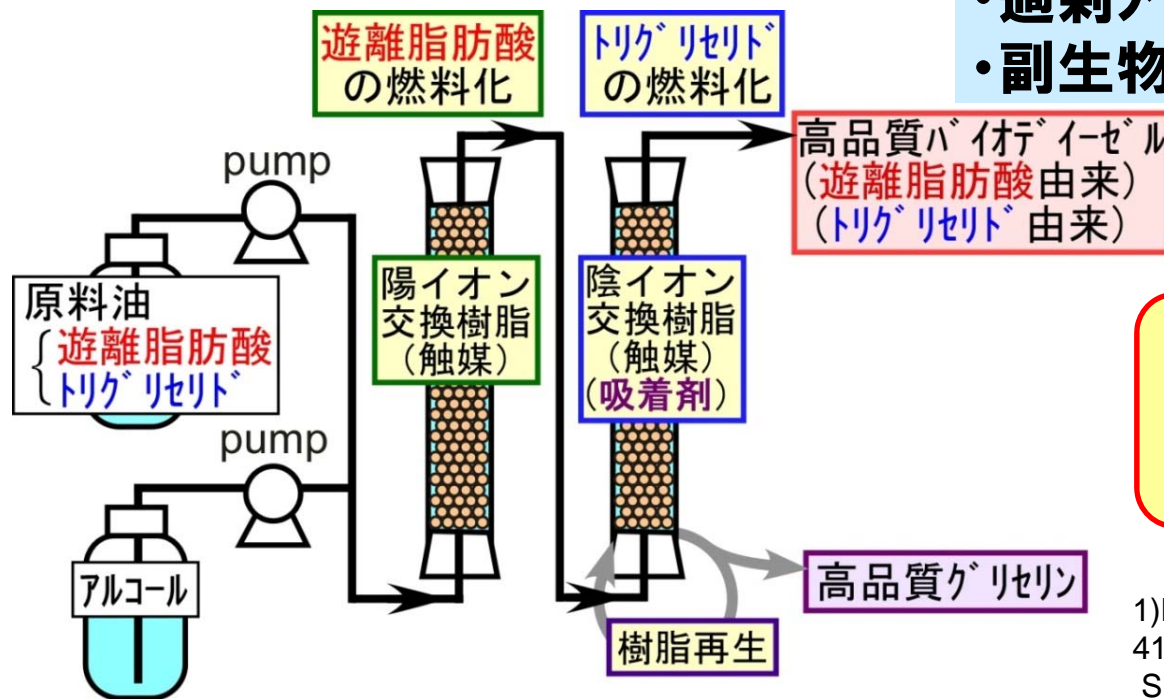 ・過剰ア
・副生物
遊離脂肪酸
の燃料化
トリグリセリド
の燃料化
高品質バイオディーゼル
(遊離脂肪酸由来)
(トリグリセリド由来)
pump
原料油
遊離脂肪酸
トリグリセリド
陽イオン
交換樹脂
(触媒)
陰イオン
交換樹脂
(触媒)
(吸着剤)
pump
アルコール
高品質グリセリン
樹脂再生
1)
41
S